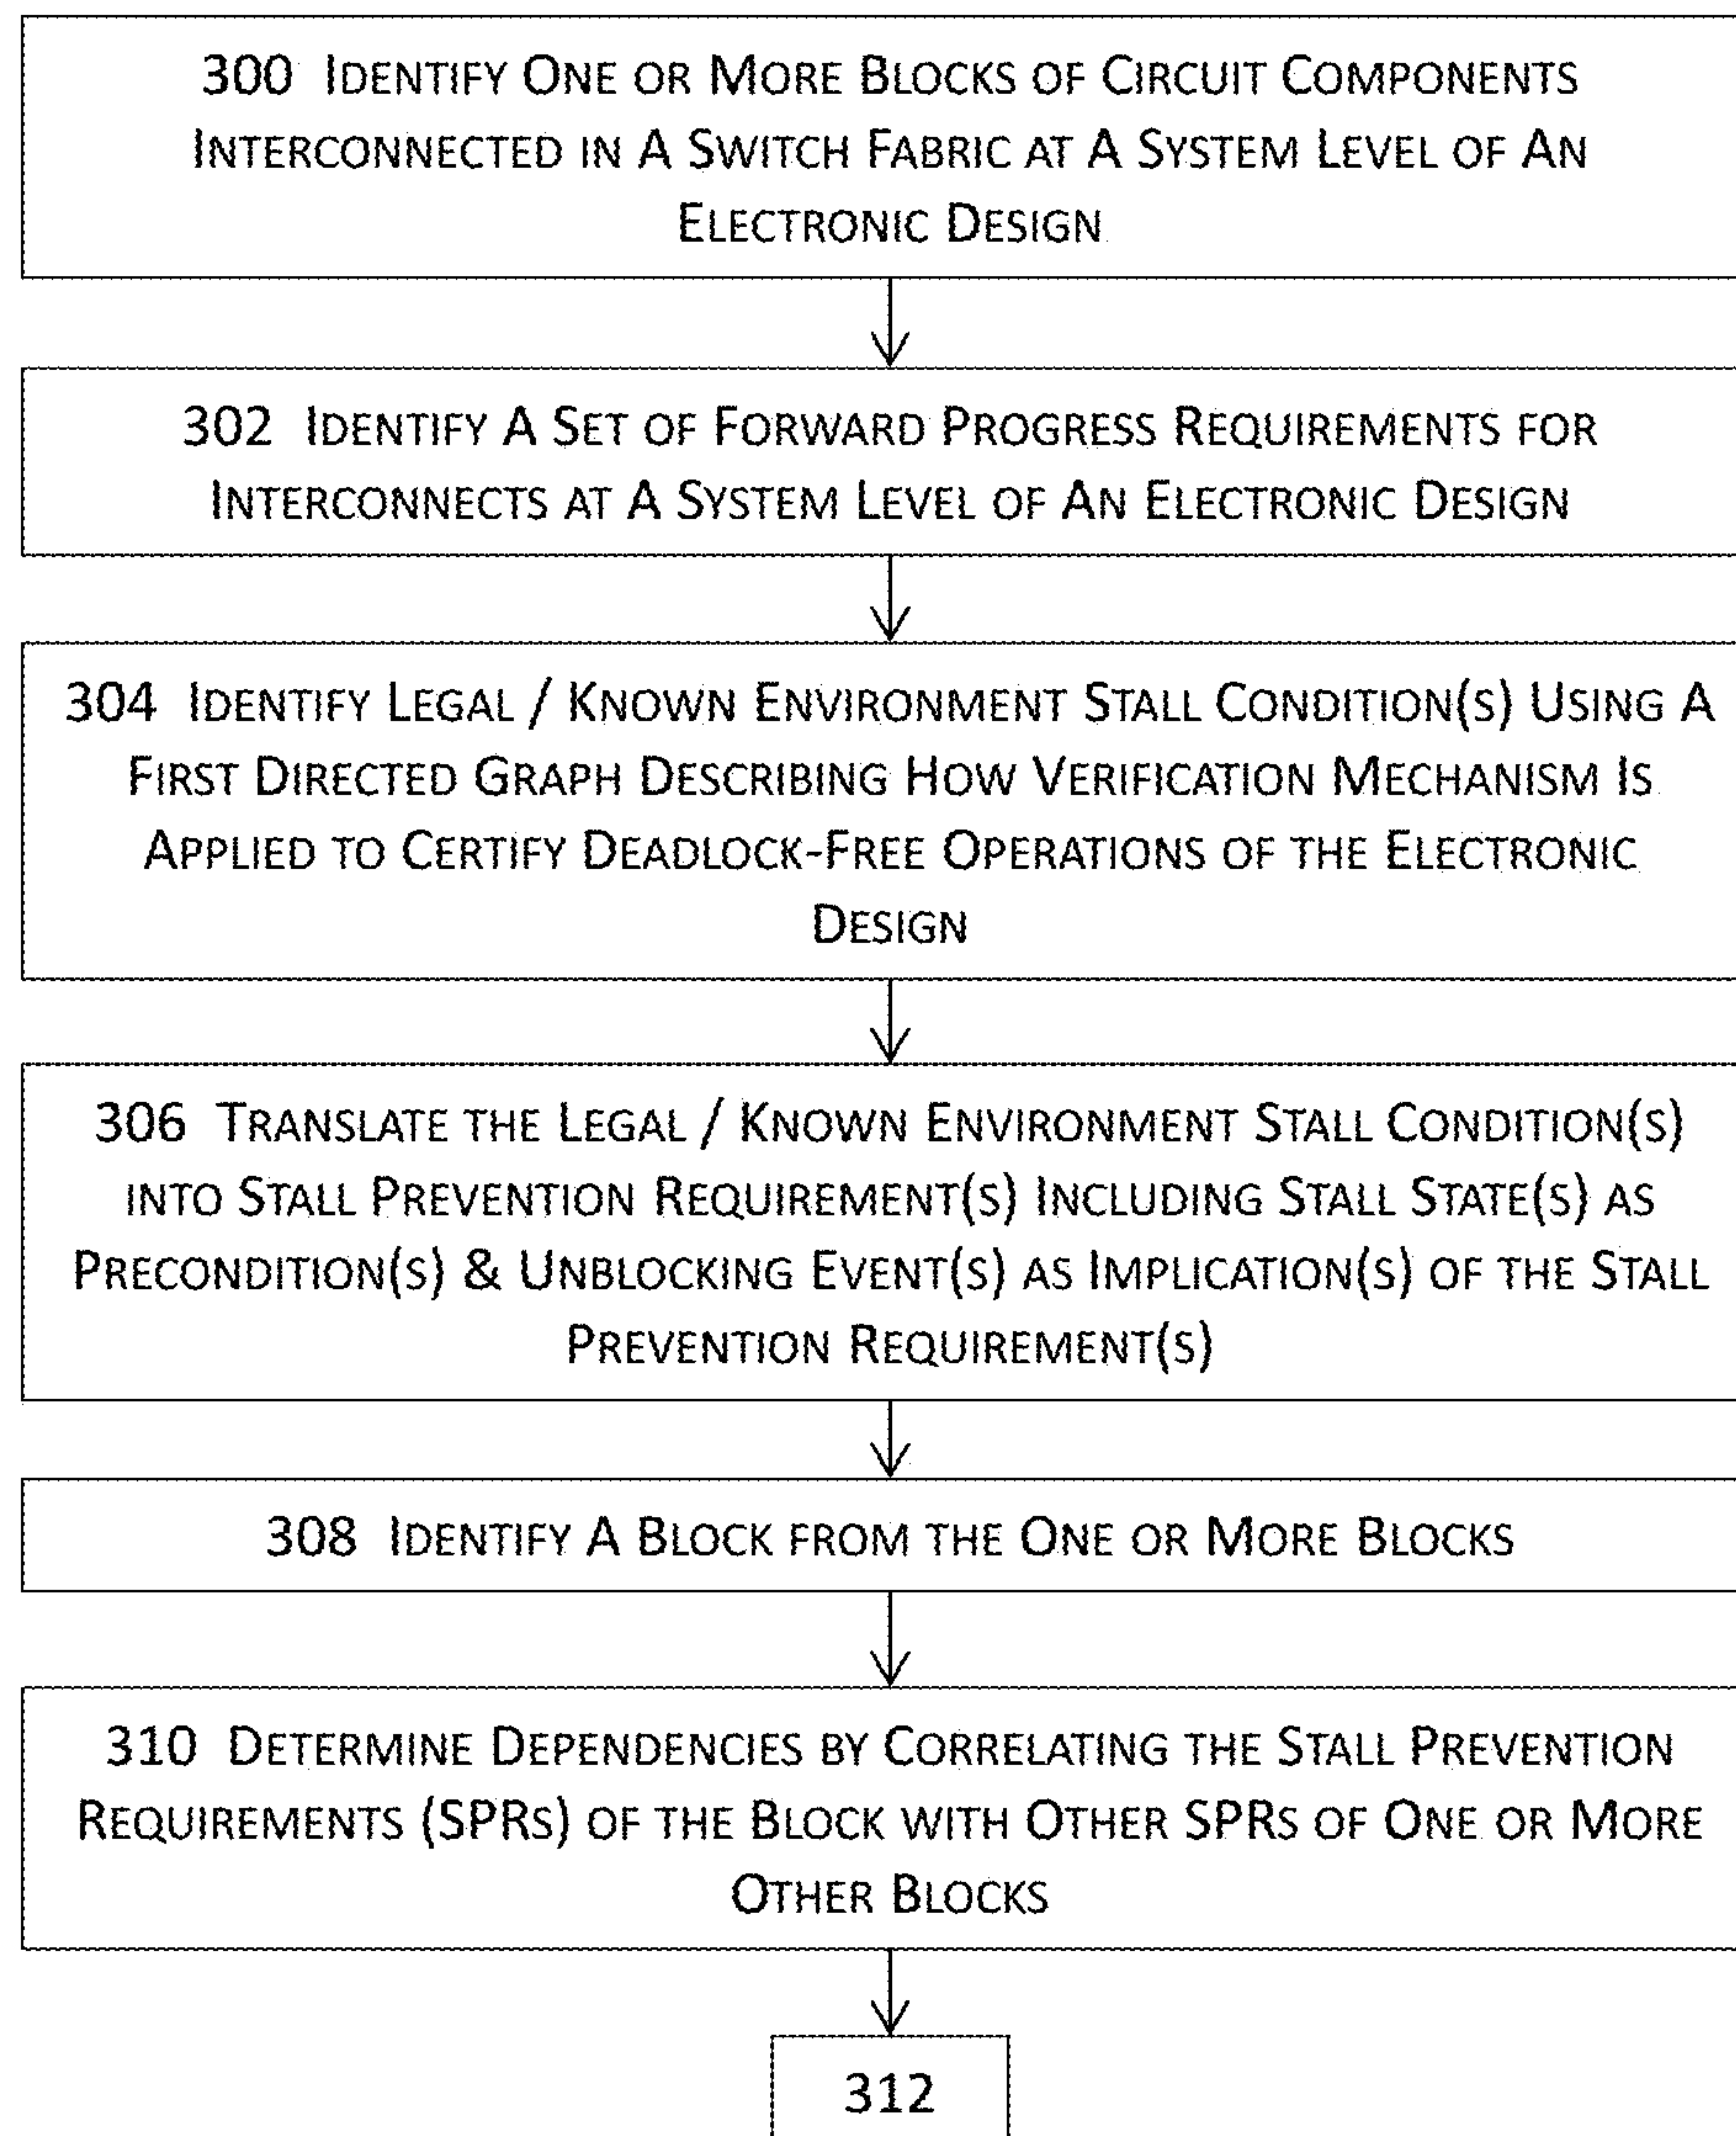 300 IDENTIFY ONE OR MORE BLOCKS OF CIRCUIT COMPONENTS
INTERCONNECTED IN A SWITCH FABRIC AT A SYSTEM LEVEL OF AN
ELECTRONIC DESIGN
302 IDENTIFY A SET OF FORWARD PROGRESS REQUIREMENTS FOR
INTERCONNECTS AT A SYSTEM LEVEL OF AN ELECTRONIC DESIGN
304 IDENTIFY LEGAL / KNOWN ENVIRONMENT STALL CONDITION(S) USING A
FIRST DIRECTED GRAPH DESCRIBING HOW VERIFICATION MECHANISM IS
APPLIED TO CERTIFY DEADLOCK-FREE OPERATIONS OF THE ELECTRONIC
DESIGN
306 TRANSLATE THE LEGAL / KNOWN ENVIRONMENT STALL CONDITION(S)
INTO STALL PREVENTION REQUIREMENT(S) INCLUDING STALL STATE(S) AS
PRECONDITION(S) & UNBLOCKING EVENT(S) AS IMPLICATION(S) OF THE STALL
PREVENTION REQUIREMENT(S)
308 IDENTIFY A BLOCK FROM THE ONE OR MORE BLOCKS
310 DETERMINE DEPENDENCIES BY CORRELATING THE STALL PREVENTION
REQUIREMENTS (SPRS) OF THE BLOCK WITH OTHER SPRS OF ONE OR MORE
OTHER BLOCKS
312